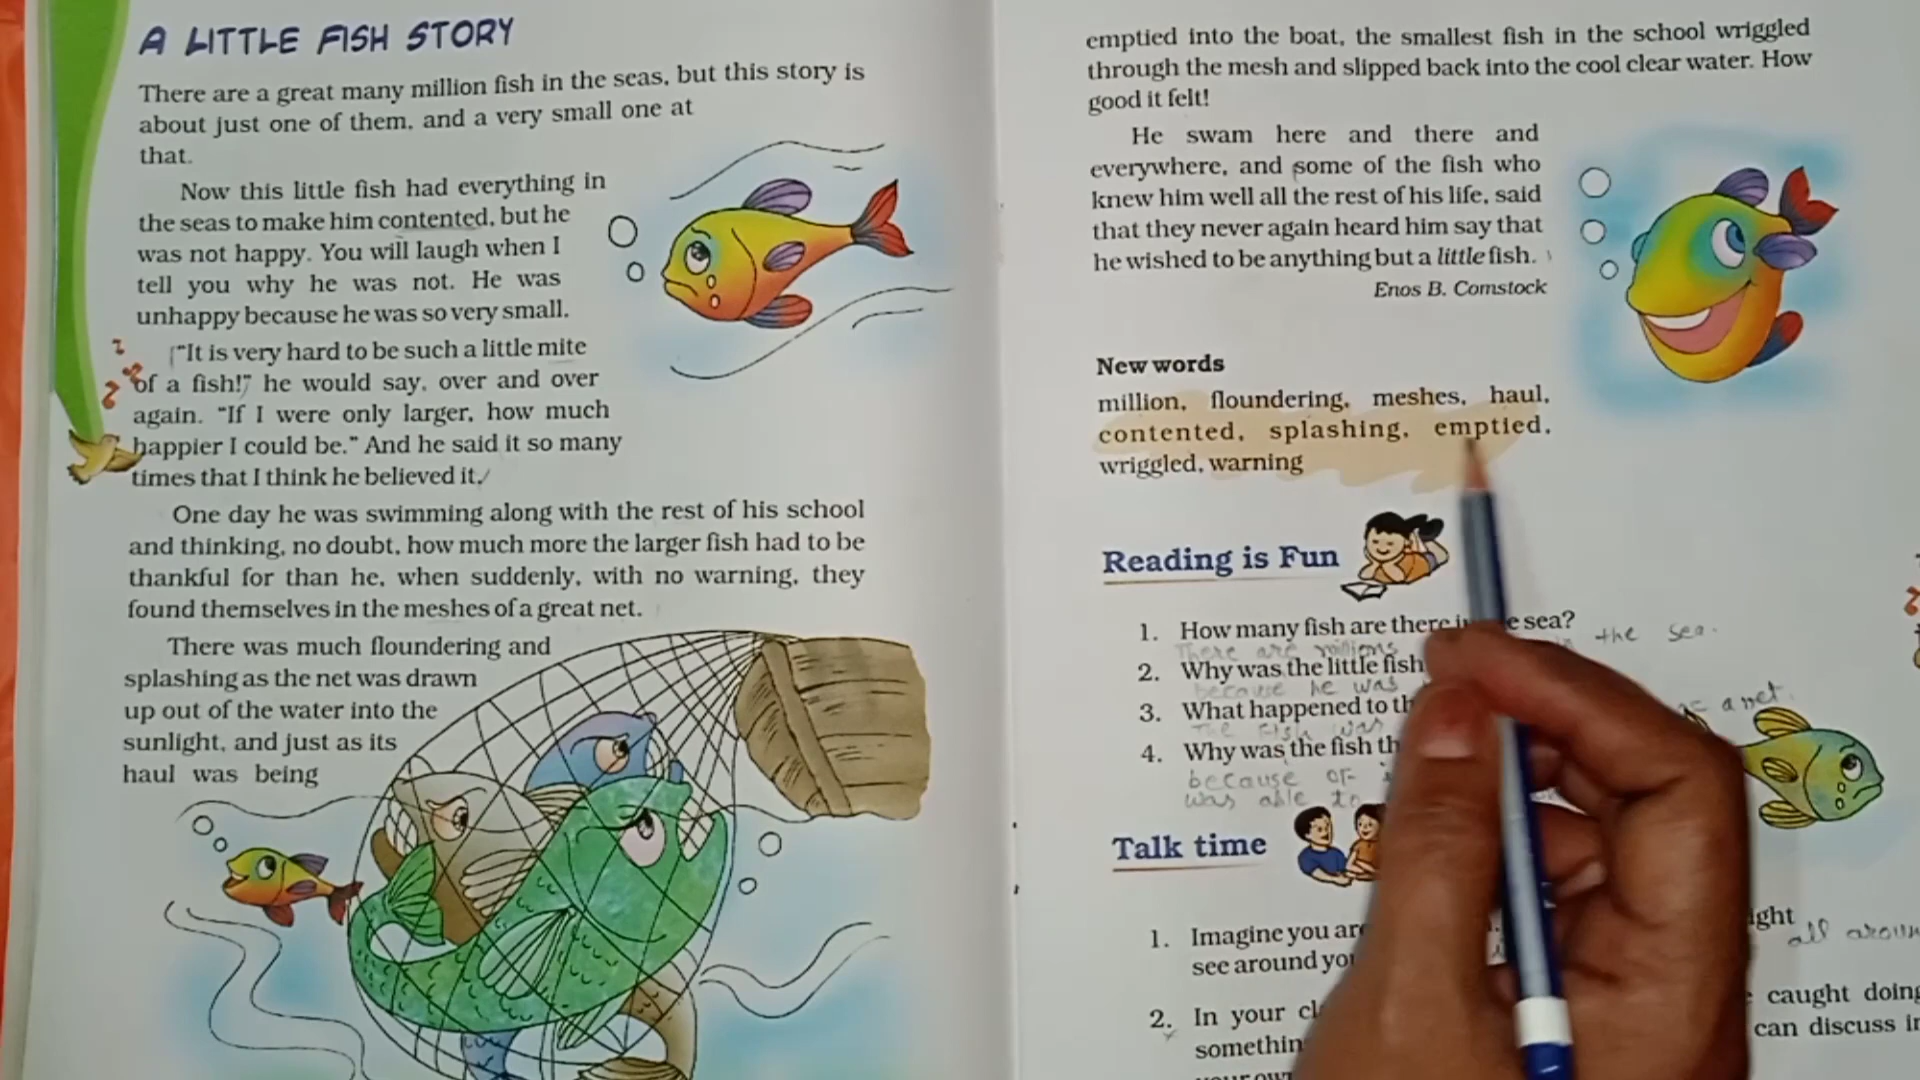 A LITTLE FISH STORY
There are a great many million fish in the seas, but this story is
about just one of them, and a very small one at
that.
Now this little fish had everything in
the seas to make him contented, but he
was not happy. You will laugh when I
tell you why he was not. He was
unhappy because he was so very small.
"It is very hard to be such a little mite
of a fish!" he would say, over and over
again. "If I were only larger, how much
happier I could be." And he said it so many
times that I think he believed it.
One day he was swimming along with the rest of his school
and thinking, no doubt, how much more the larger fish had to be
thankful for than he, when suddenly, with no warning, they
found themselves in the meshes of a great net.
There was much floundering and
splashing as the net was drawn
up out of the water into the
sunlight, and just as its
haul was being
emptied into the boat, the smallest fish in the school wriggled
through the mesh and slipped back into the cool clear water. How
good it felt!
He swam here and there and
everywhere, and some of the fish who
knew him well all the rest of his life, said
that they never again heard him say that
he wished to be anything but a little fish.
Enos B. Comstock
New words
million, floundering, meshes, haul,
contented, splashing, emptied,
wriggled, warning
Reading is Fun
1. How many fish are there sea?
There are millions in the sea.
2. Why was the little fish
because he was
3. What happened to
The fish was a net.
4. Why was the fish
because of
was able to
Talk time
1. Imagine you ight
all
see around
2. In your caught doing
can discuss